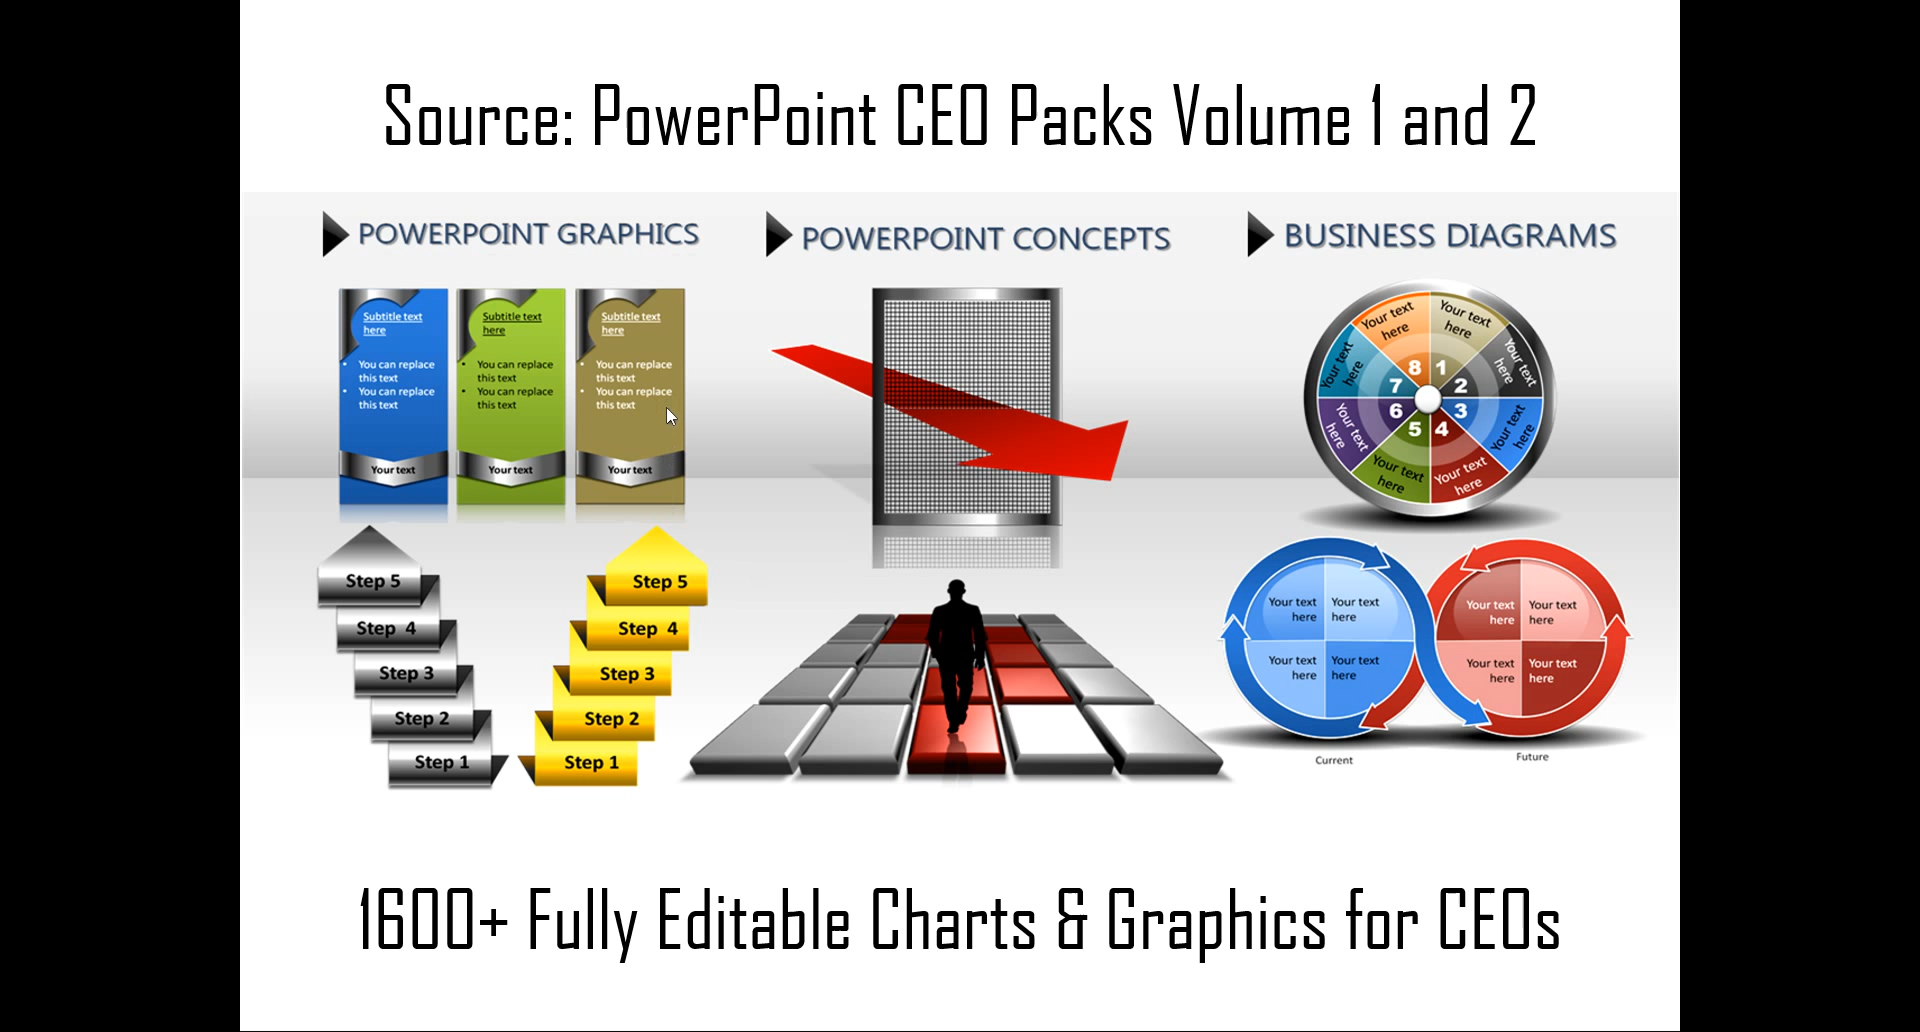 Source: PowerPoint CEO Packs Volume 1 and 2
POWERPOINT GRAPHICS
Subtitle text
here
• You can replace
this text
• You can replace
this text
Your text
Subtitle text
here
• You can replace
this text
• You can replace
this text
Your text
Subtitle text
here
• You can replace
this text
• You can replace
this text
Your text
Step 5
Step 4
Step 3
Step 2
Step 1
Step 5
Step 4
Step 3
Step 2
Step 1
POWERPOINT CONCEPTS
BUSINESS DIAGRAMS
Your text
here
1
Your text
here
2
Your text
here
3
Your text
here
4
Your text
here
5
Your text
here
6
Your text
here
7
Your text
here
8
Your text
here
Your text
here
Your text
here
Your text
here
Current
Your text
here
Your text
here
Your text
here
Your text
here
Future
1600+ Fully Editable Charts & Graphics for CEOs